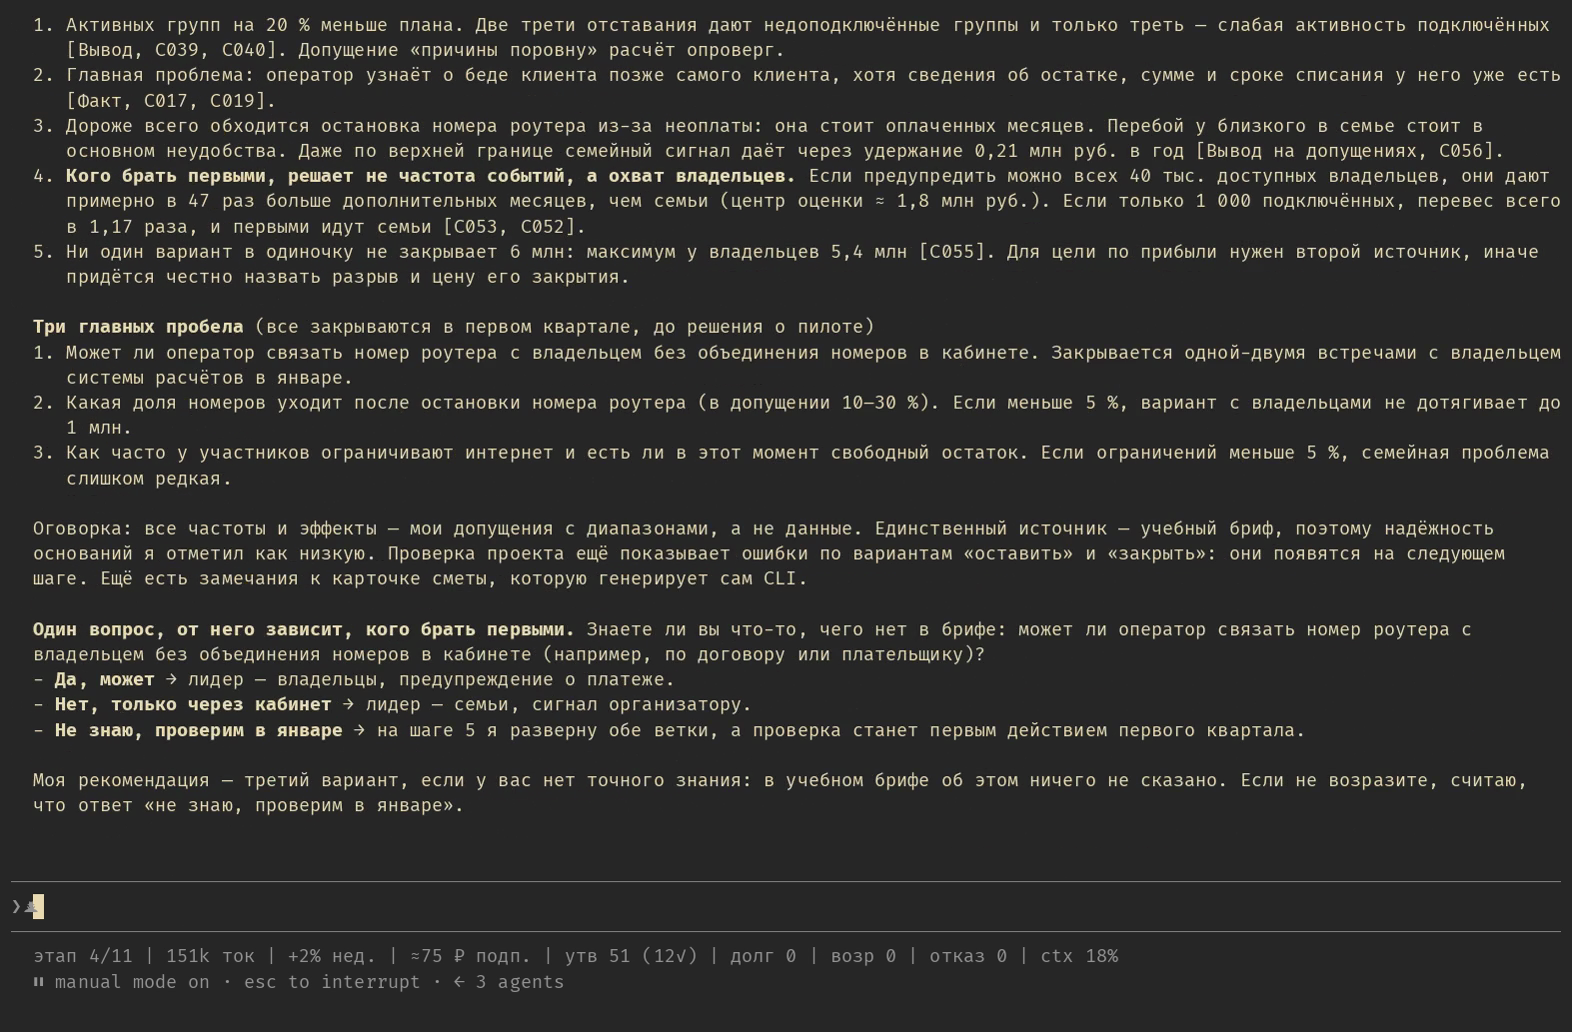 1. Активных групп на 20 % меньше плана. Две трети отставания дают недоподключённые группы и только треть — слабая активность подключённых
[Вывод, C039, C040]. Допущение «причины поровну» расчёт опроверг.
2. Главная проблема: оператор узнаёт о беде клиента позже самого клиента, хотя сведения об остатке, сумме и сроке списания у него уже есть
[Факт, C017, C019].
3. Дороже всего обходится остановка номера роутера из-за неоплаты: она стоит оплаченных месяцев. Перебой у близкого в семье стоит в
основном неудобства. Даже по верхней границе семейный сигнал даёт через удержание 0,21 млн руб. в год [Вывод на допущениях, C056].
4. Кого брать первыми, решает не частота событий, а охват владельцев. Если предупредить можно всех 40 тыс. доступных владельцев, они дают
примерно в 47 раз больше дополнительных месяцев, чем семьи (центр оценки ≈ 1,8 млн руб.). Если только 1 000 подключённых, перевес всего
в 1,17 раза, и первыми идут семьи [C053, C052].
5. Ни один вариант в одиночку не закрывает 6 млн: максимум у владельцев 5,4 млн [C055]. Для цели по прибыли нужен второй источник, иначе
придётся честно назвать разрыв и цену его закрытия.
Три главных пробела (все закрываются в первом квартале, до решения о пилоте)
1. Может ли оператор связать номер роутера с владельцем без объединения номеров в кабинете. Закрывается одной-двумя встречами с владельцем
системы расчётов в январе.
2. Какая доля номеров уходит после остановки номера роутера (в допущении 10–30 %). Если меньше 5 %, вариант с владельцами не дотягивает до
1 млн.
3. Как часто у участников ограничивают интернет и есть ли в этот момент свободный остаток. Если ограничений меньше 5 %, семейная проблема
слишком редкая.
Оговорка: все частоты и эффекты — мои допущения с диапазонами, а не данные. Единственный источник — учебный бриф, поэтому надёжность
оснований я отметил как низкую. Проверка проекта ещё показывает ошибки по вариантам «оставить» и «закрыть»: они появятся на следующем
шаге. Ещё есть замечания к карточке сметы, которую генерирует сам CLI.
Один вопрос, от него зависит, кого брать первыми. Знаете ли вы что-то, чего нет в брифе: может ли оператор связать номер роутера с
владельцем без объединения номеров в кабинете (например, по договору или плательщику)?
- Да, может → лидер — владельцы, предупреждение о платеже.
- Нет, только через кабинет → лидер — семьи, сигнал организатору.
- Не знаю, проверим в январе → на шаге 5 я разверну обе ветки, а проверка станет первым действием первого квартала.
Моя рекомендация — третий вариант, если у вас нет точного знания: в учебном брифе об этом ничего не сказано. Если не возразите, считаю,
что ответ «не знаю, проверим в январе».
❯
этап 4/11 | 151k ток | +2% нед. | ≈75 ₽ подп. | утв 51 (12√) | долг 0 | возр 0 | отказ 0 | ctx 18%
⏸ manual mode on · esc to interrupt · ← 3 agents